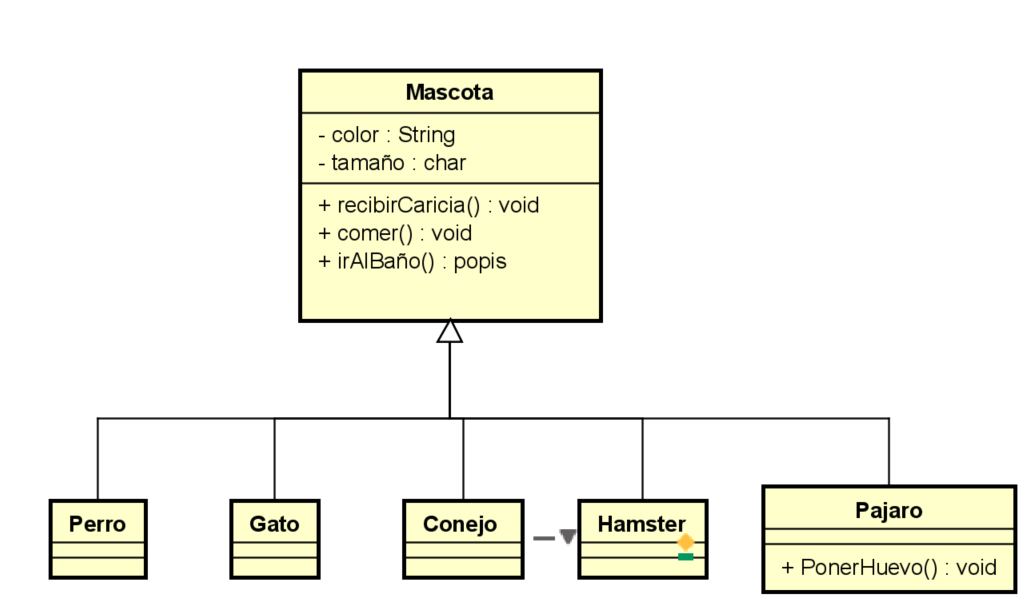 Mascota
- color : String
- tamaño : char
+ recibirCaricia() : void
+ comer() : void
+ irAlBaño() : popis
Perro
Gato
Conejo
Hamster
Pajaro
+ PonerHuevo() : void